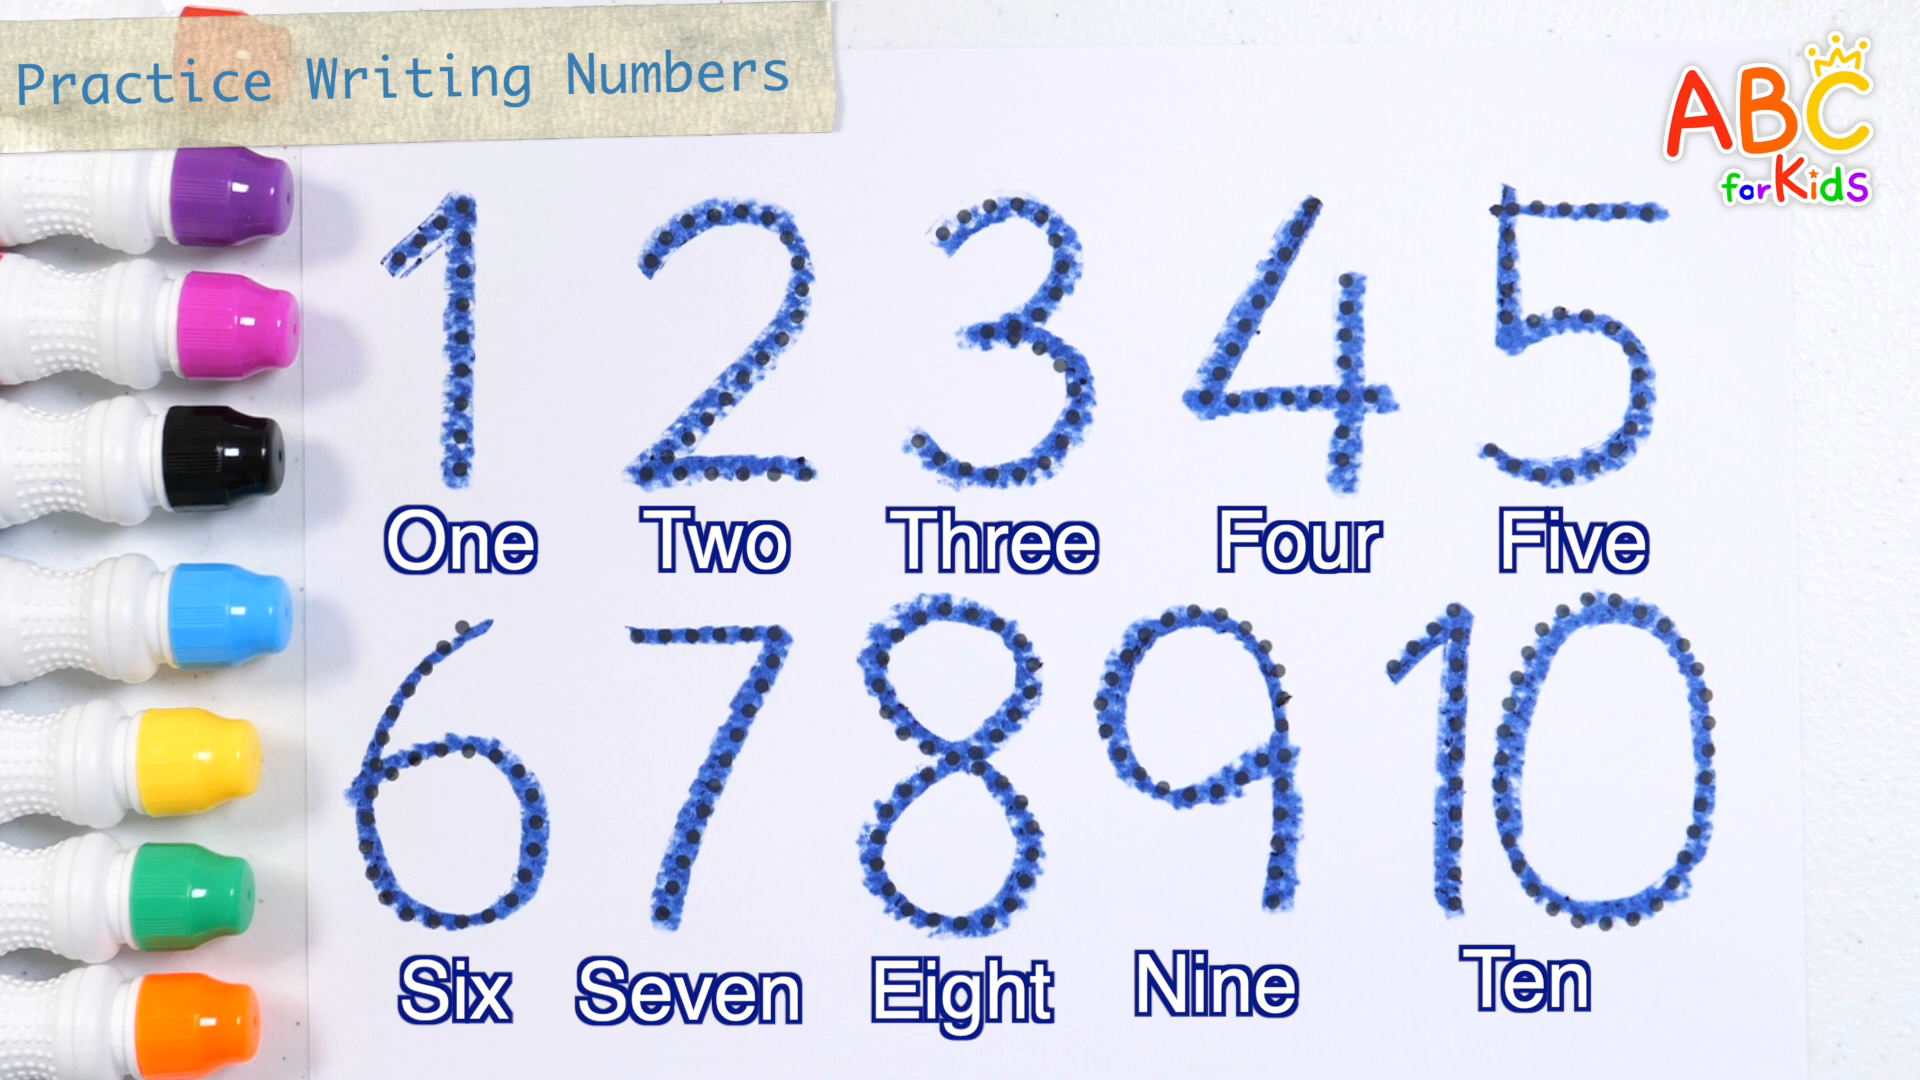 Practice Writing Numbers
ABC
for Kids
1 2 3 4 5
One Two Three Four Five
6 7 8 9 10
Six Seven Eight Nine Ten